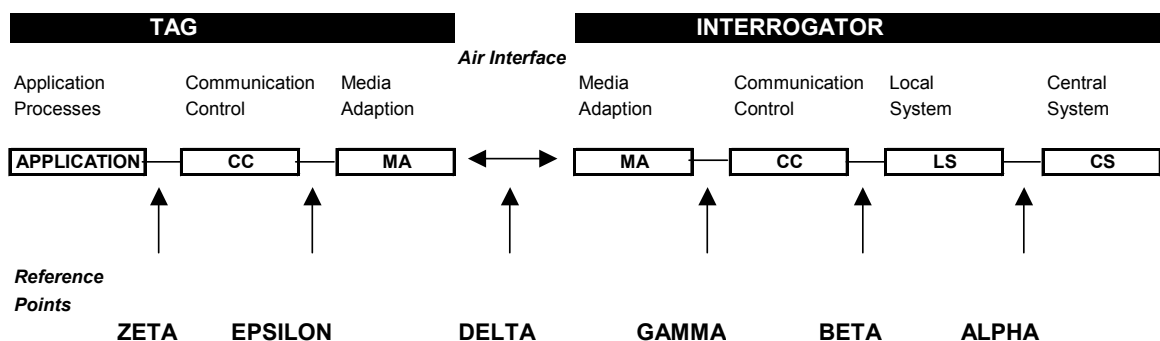 TAG INTERROGATOR
Air Interface
Application Communication Media Media Communication Local Central
Processes Control Adaption Adaption Control System System
APPLICATION CC MA MA CC LS CS
Reference
Points
ZETA EPSILON DELTA GAMMA BETA ALPHA